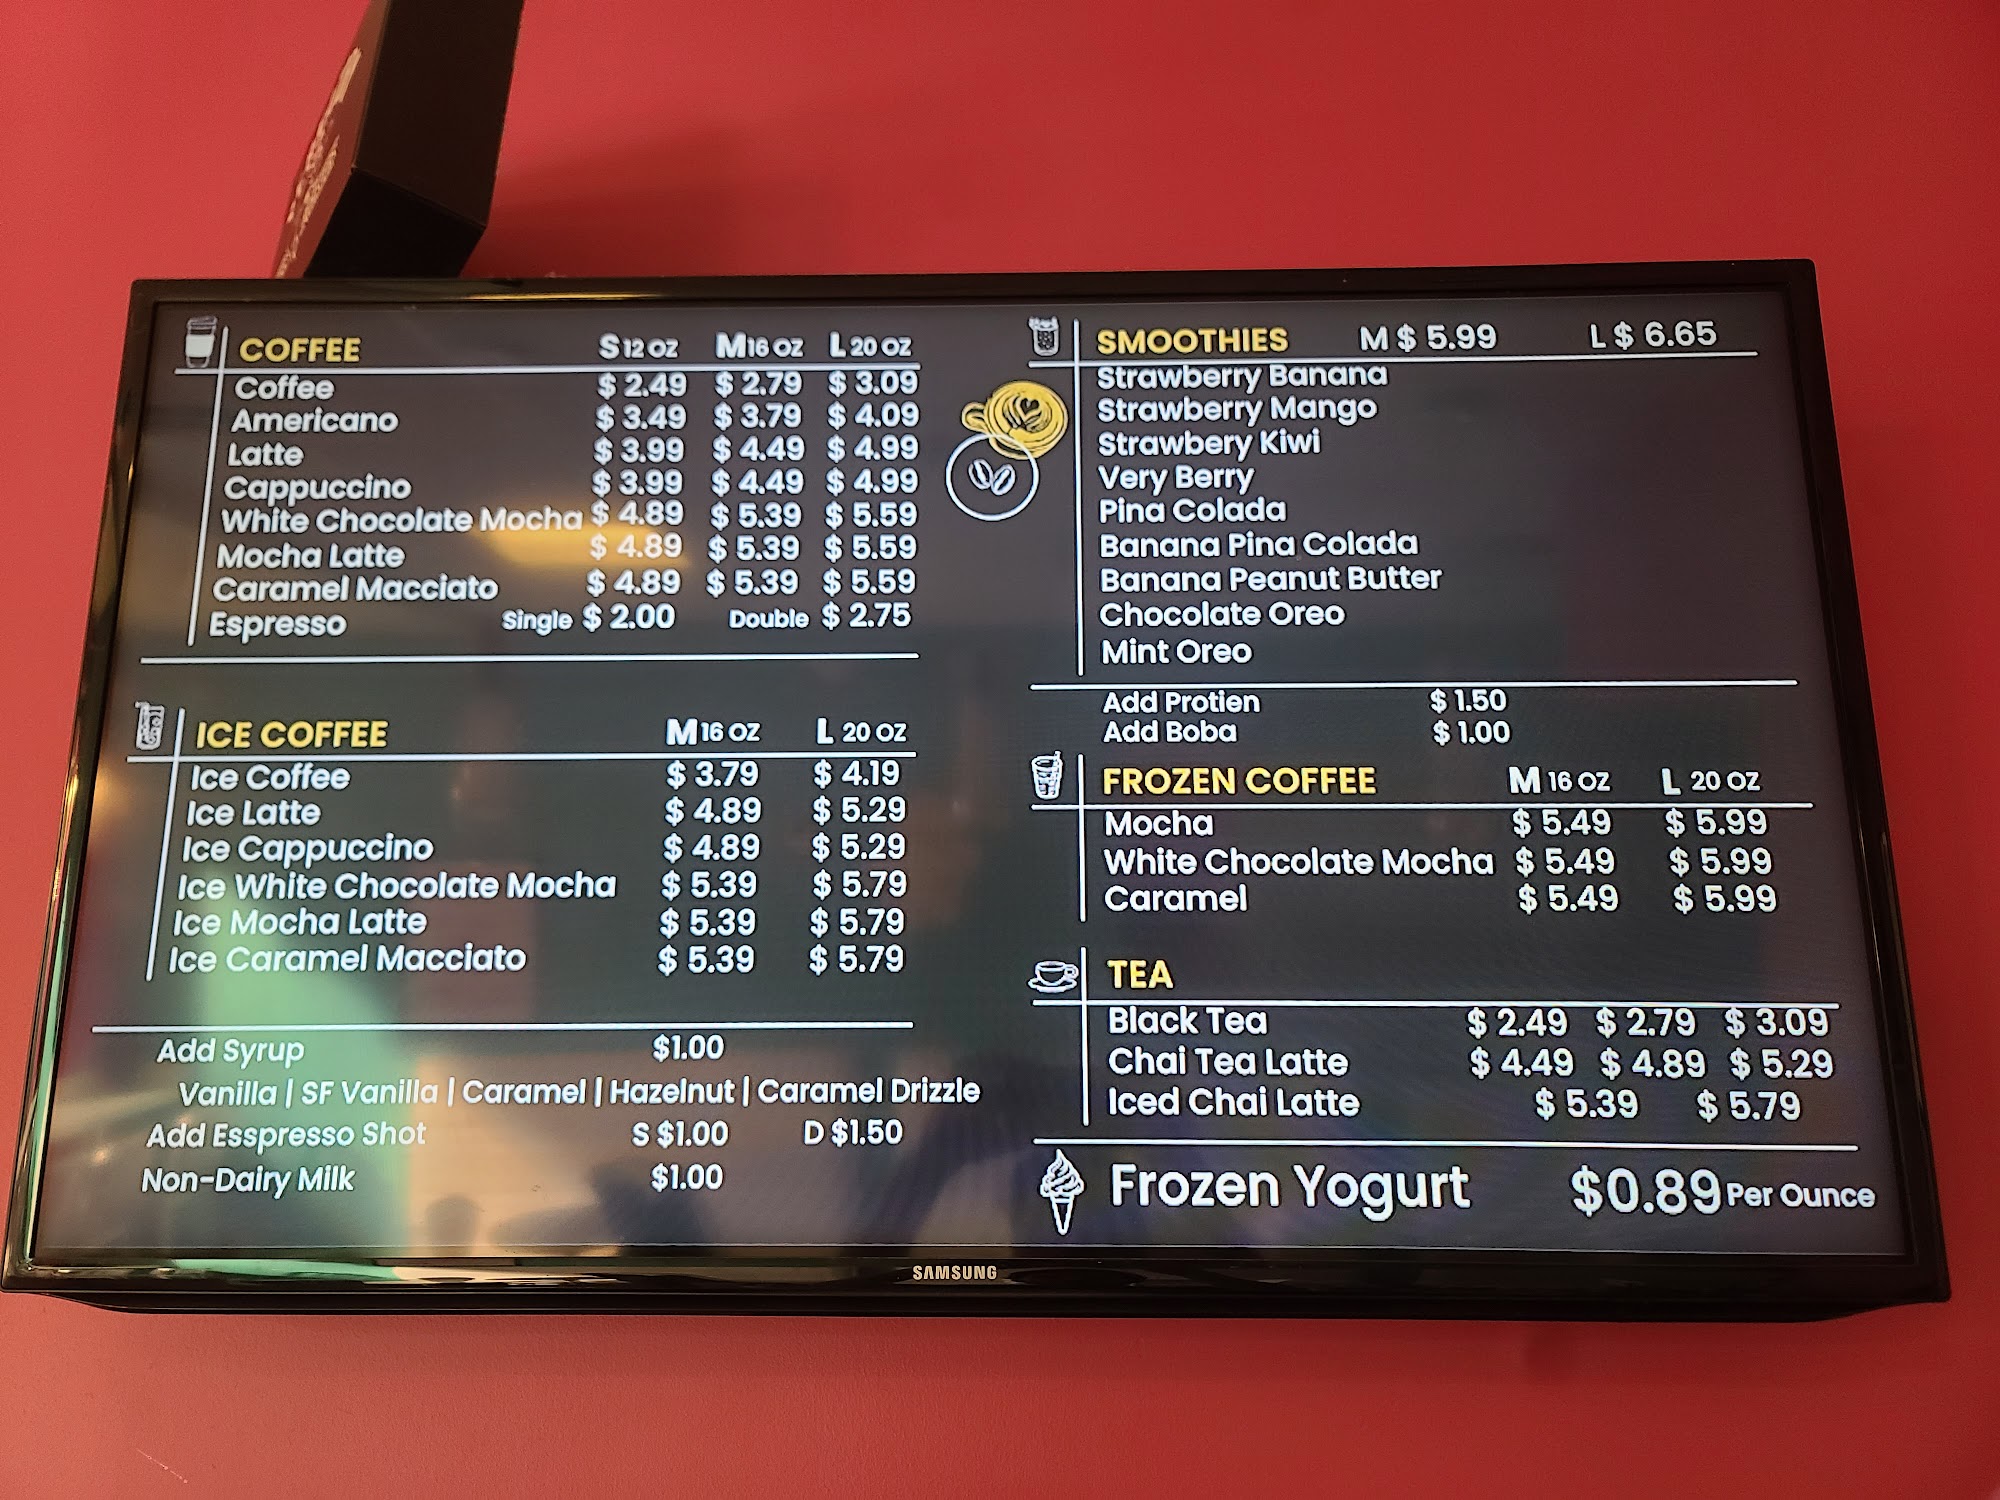 COFFEE S 12 OZ M 16 OZ L 20 OZ
Coffee $ 2.49 $ 2.79 $ 3.09
Americano $ 3.49 $ 3.79 $ 4.09
Latte $ 3.99 $ 4.49 $ 4.99
Cappuccino $ 3.99 $ 4.49 $ 4.99
White Chocolate Mocha $ 4.89 $ 5.39 $ 5.59
Mocha Latte $ 4.89 $ 5.39 $ 5.59
Caramel Macciato $ 4.89 $ 5.39 $ 5.59
Espresso Single $ 2.00 Double $ 2.75
ICE COFFEE M 16 OZ L 20 OZ
Ice Coffee $ 3.79 $ 4.19
Ice Latte $ 4.89 $ 5.29
Ice Cappuccino $ 4.89 $ 5.29
Ice White Chocolate Mocha $ 5.39 $ 5.79
Ice Mocha Latte $ 5.39 $ 5.79
Ice Caramel Macciato $ 5.39 $ 5.79
Add Syrup $1.00
Vanilla | SF Vanilla | Caramel | Hazelnut | Caramel Drizzle
Add Esspresso Shot S $1.00 D $1.50
Non-Dairy Milk $1.00
SMOOTHIES M $ 5.99 L $ 6.65
Strawberry Banana
Strawberry Mango
Strawbery Kiwi
Very Berry
Pina Colada
Banana Pina Colada
Banana Peanut Butter
Chocolate Oreo
Mint Oreo
Add Protien $ 1.50
Add Boba $ 1.00
FROZEN COFFEE M 16 OZ L 20 OZ
Mocha $ 5.49 $ 5.99
White Chocolate Mocha $ 5.49 $ 5.99
Caramel $ 5.49 $ 5.99
TEA
Black Tea $ 2.49 $ 2.79 $ 3.09
Chai Tea Latte $ 4.49 $ 4.89 $ 5.29
Iced Chai Latte $ 5.39 $ 5.79
Frozen Yogurt $0.89 Per Ounce
SAMSUNG